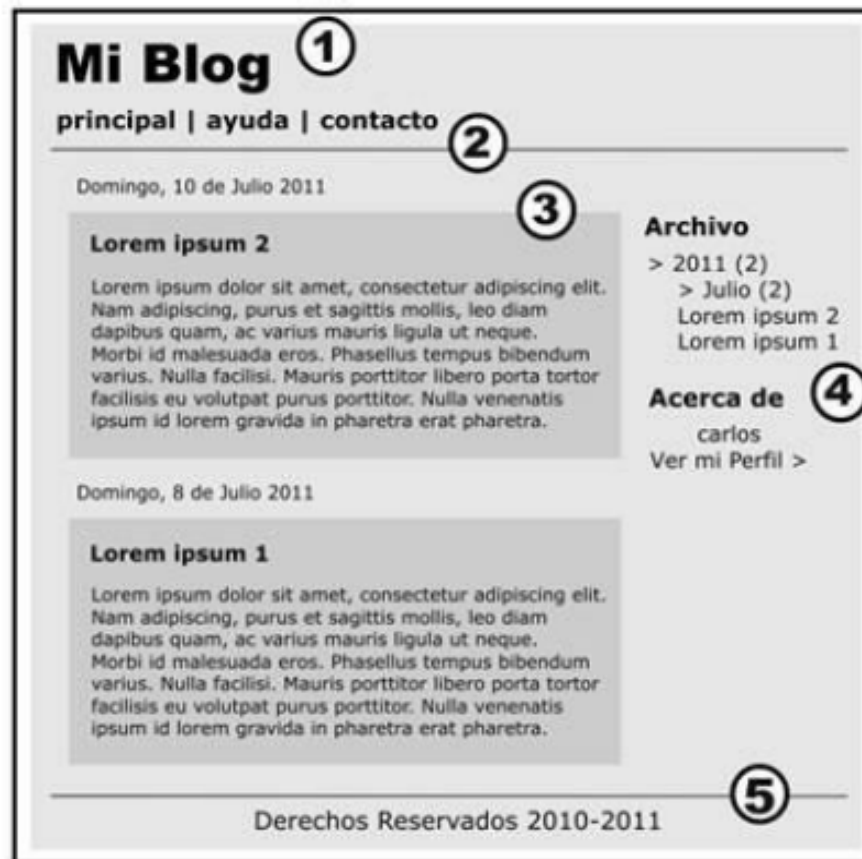 Mi Blog
1
principal | ayuda | contacto
2
Domingo, 10 de Julio 2011
3
Lorem ipsum 2
Lorem ipsum dolor sit amet, consectetur adipiscing elit.
Nam adipiscing, purus et sagittis mollis, leo diam
dapibus quam, ac varius mauris ligula ut neque.
Morbi id malesuada eros. Phasellus tempus bibendum
varius. Nulla facilisi. Mauris porttitor libero porta tortor
facilisis eu volutpat purus porttitor. Nulla venenatis
ipsum id lorem gravida in pharetra erat pharetra.
Domingo, 8 de Julio 2011
Lorem ipsum 1
Lorem ipsum dolor sit amet, consectetur adipiscing elit.
Nam adipiscing, purus et sagittis mollis, leo diam
dapibus quam, ac varius mauris ligula ut neque.
Morbi id malesuada eros. Phasellus tempus bibendum
varius. Nulla facilisi. Mauris porttitor libero porta tortor
facilisis eu volutpat purus porttitor. Nulla venenatis
ipsum id lorem gravida in pharetra erat pharetra.
Archivo
> 2011 (2)
> Julio (2)
Lorem ipsum 2
Lorem ipsum 1
Acerca de
4
carlos
Ver mi Perfil >
5
Derechos Reservados 2010-2011